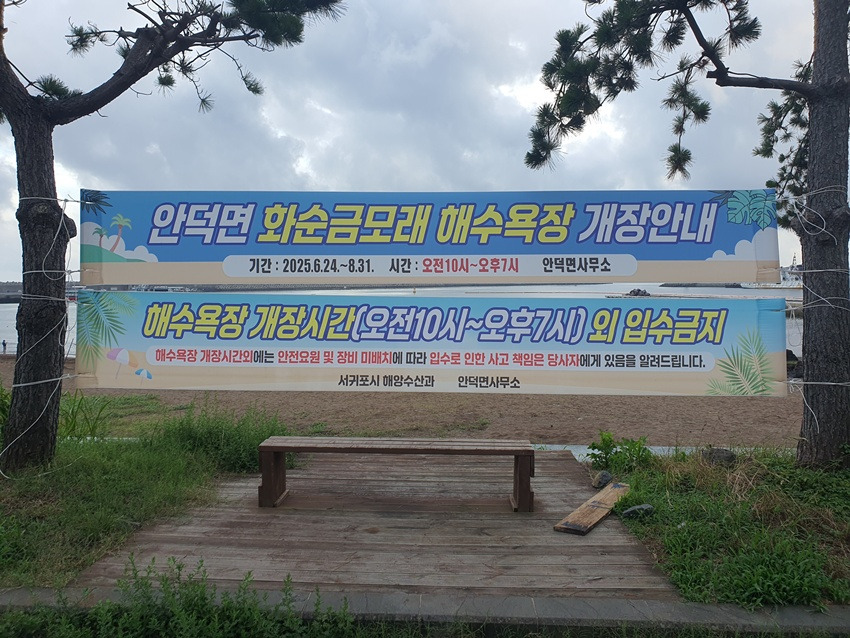 안덕면 화순금모래 해수욕장 개장안내
기간 : 2025.6.24.~8.31. 시간 : 오전10시~오후7시 안덕면사무소
해수욕장 개장시간(오전10시~오후7시) 외 입수금지
해수욕장 개장시간외에는 안전요원 및 장비 미배치에 따라 입수로 인한 사고 책임은 당사자에게 있음을 알려드립니다.
서귀포시 해양수산과 안덕면사무소